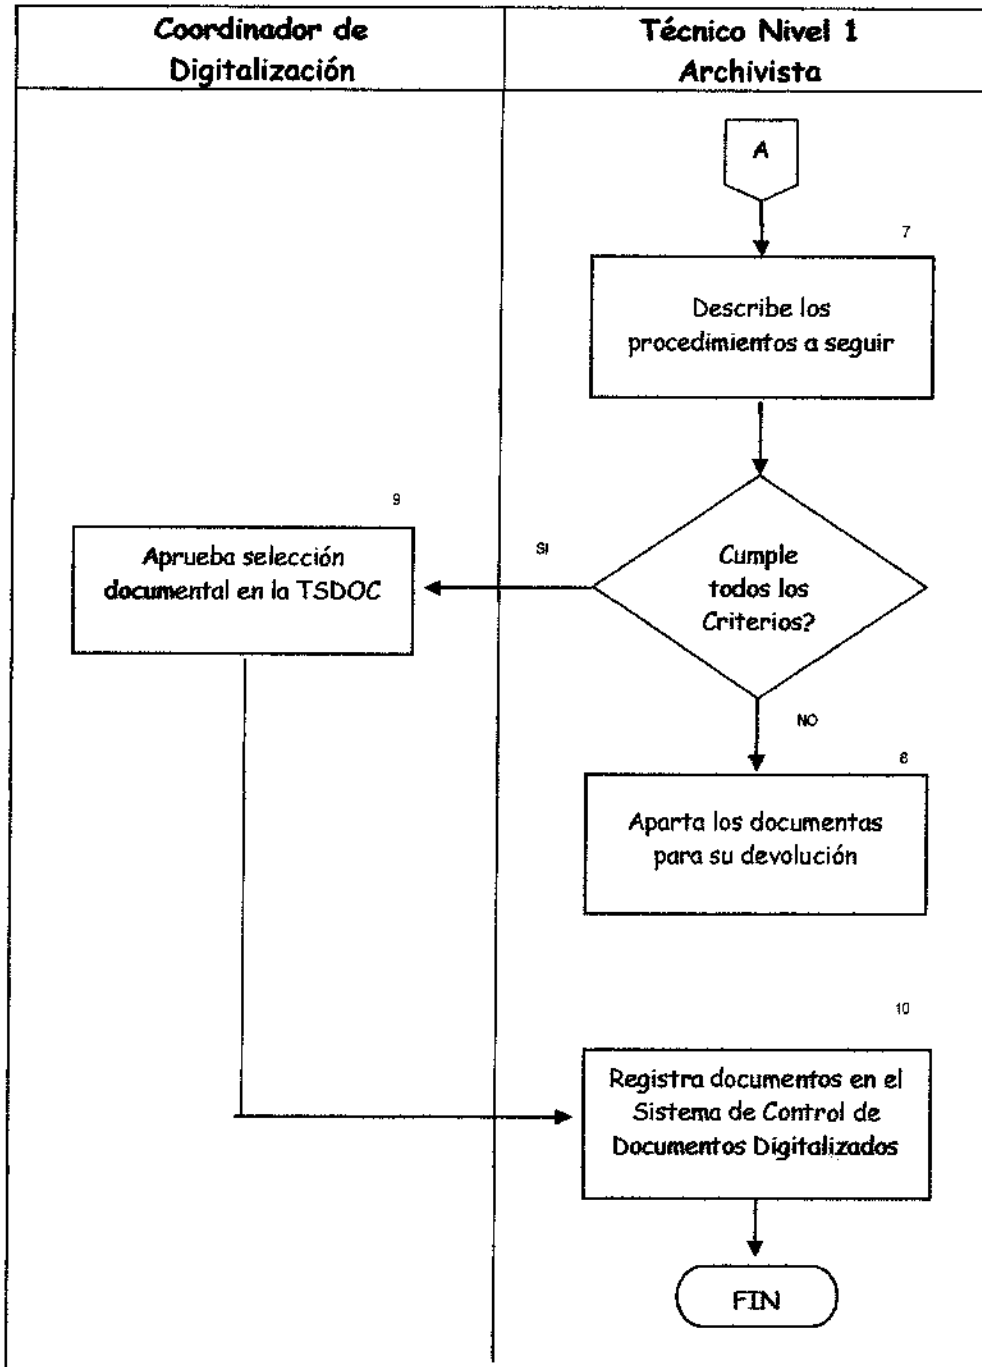 Coordinador de
Digitalización
Técnico Nivel 1
Archivista
A
7
Describe los
procedimientos a seguir
Cumple
todos los
Criterios?
SI
9
Aprueba selección
documental en la TSDOC
NO
8
Aparta los documentas
para su devolución
10
Registra documentos en el
Sistema de Control de
Documentos Digitalizados
FIN